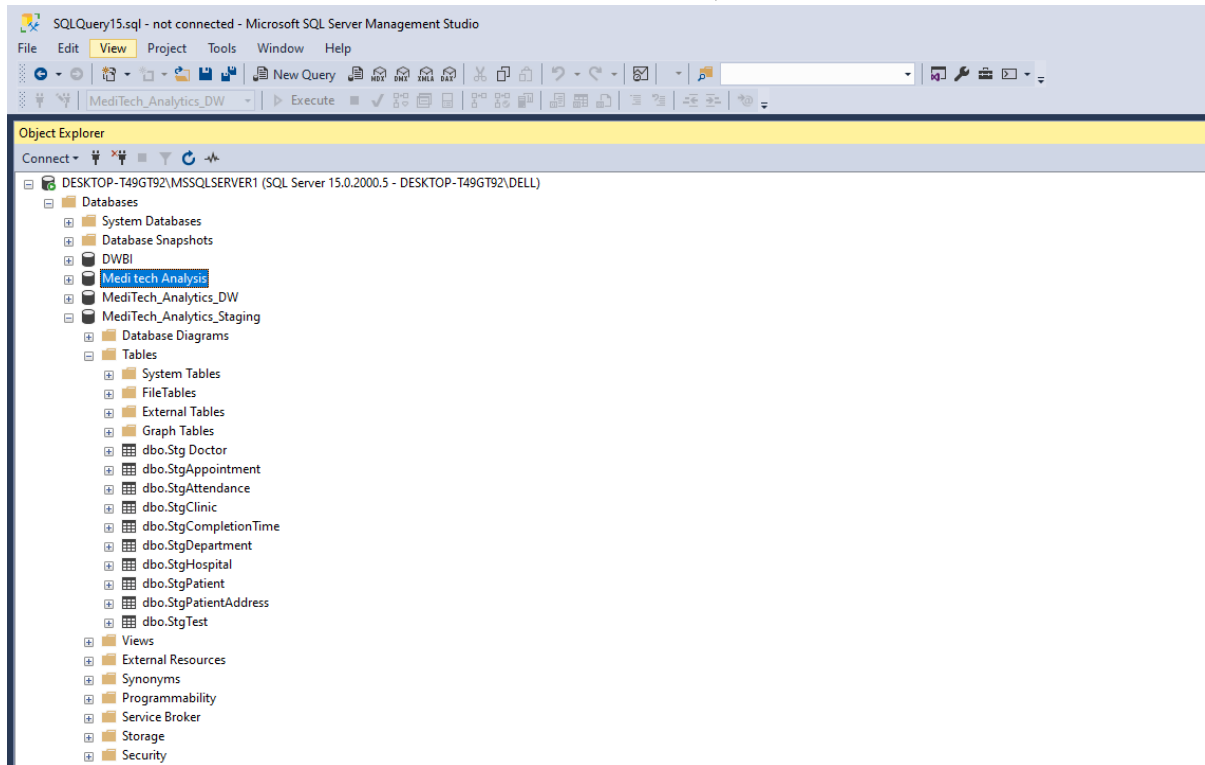 SQLQuery15.sql - not connected - Microsoft SQL Server Management Studio
File Edit View Project Tools Window Help
New Query MDX DMX XMLA DAX
MediTech_Analytics_DW Execute
Object Explorer
Connect
DESKTOP-T49GT92\MSSQLSERVER1 (SQL Server 15.0.2000.5 - DESKTOP-T49GT92\DELL)
Databases
System Databases
Database Snapshots
DWBI
Medi tech Analysis
MediTech_Analytics_DW
MediTech_Analytics_Staging
Database Diagrams
Tables
System Tables
FileTables
External Tables
Graph Tables
dbo.Stg Doctor
dbo.StgAppointment
dbo.StgAttendance
dbo.StgClinic
dbo.StgCompletionTime
dbo.StgDepartment
dbo.StgHospital
dbo.StgPatient
dbo.StgPatientAddress
dbo.StgTest
Views
External Resources
Synonyms
Programmability
Service Broker
Storage
Security